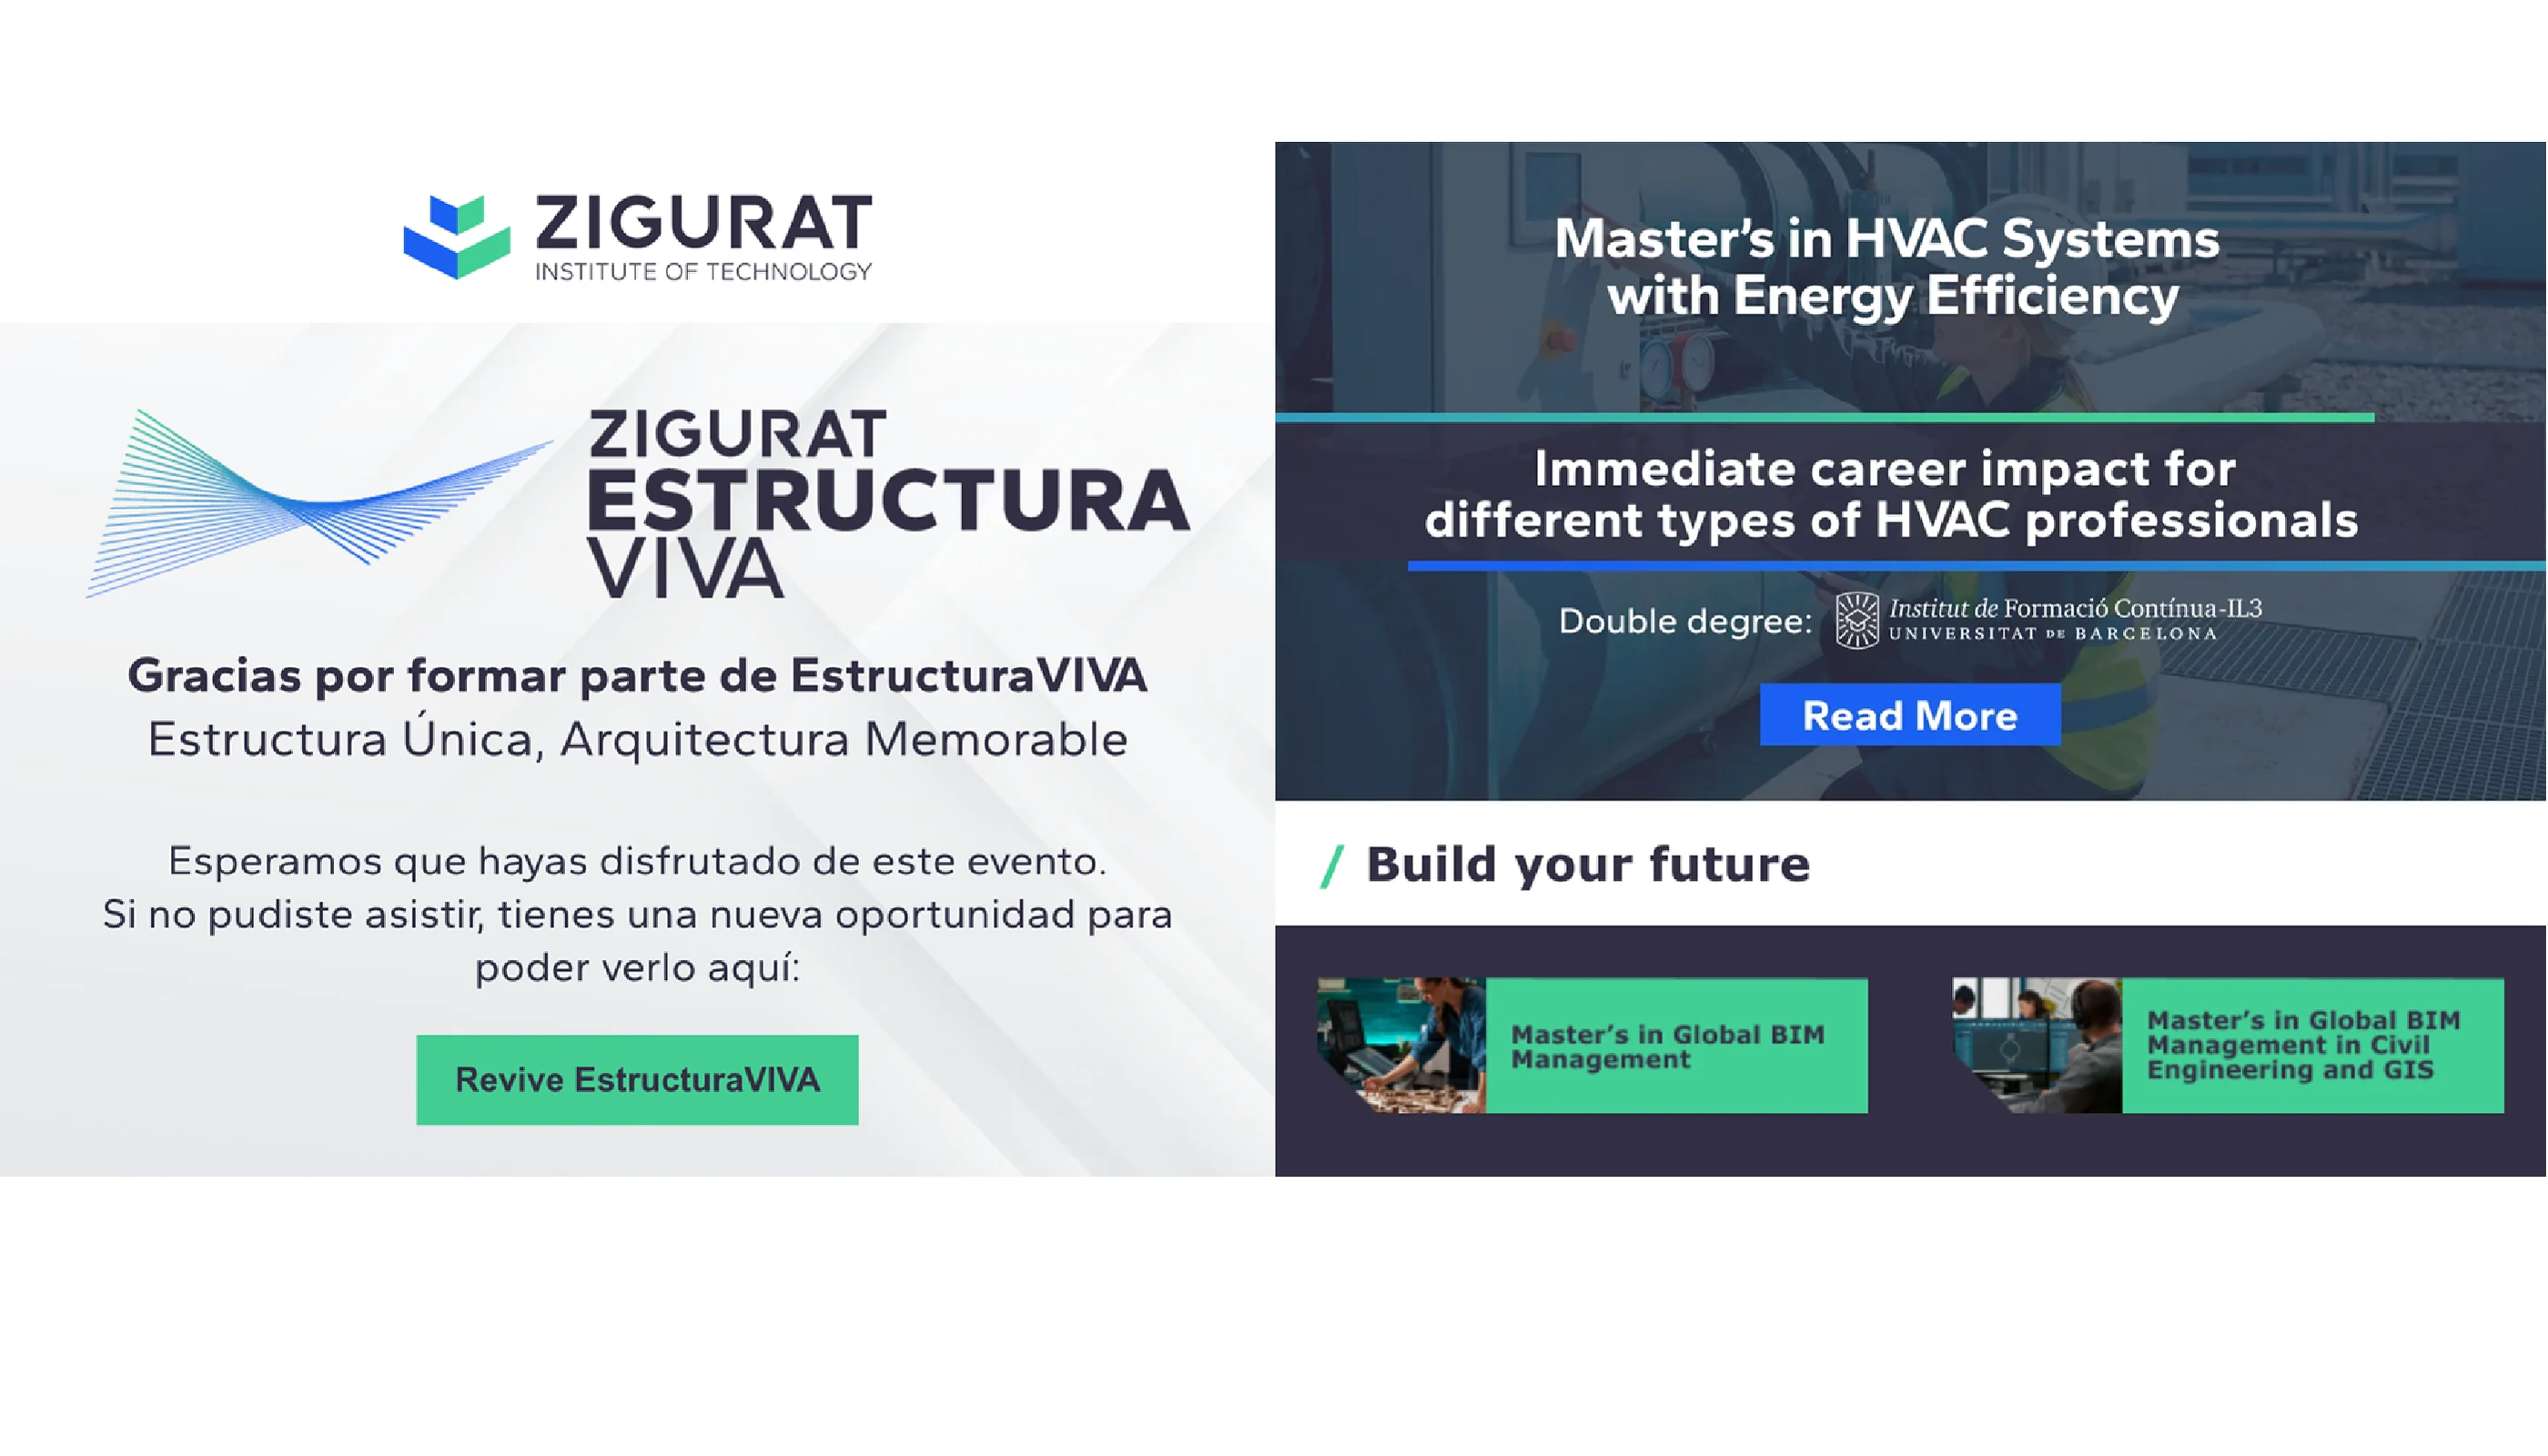 ZIGURAT
INSTITUTE OF TECHNOLOGY
ZIGURAT
ESTRUCTURA
VIVA
Gracias por formar parte de EstructuraVIVA
Estructura Única, Arquitectura Memorable
Esperamos que hayas disfrutado de este evento.
Si no pudiste asistir, tienes una nueva oportunidad para
poder verlo aquí:
Revive EstructuraVIVA
Master’s in HVAC Systems
with Energy Efficiency
Immediate career impact for
different types of HVAC professionals
Double degree:
Institut de Formació Contínua-IL3
UNIVERSITAT DE BARCELONA
Read More
/ Build your future
Master’s in Global BIM
Management
Master’s in Global BIM
Management in Civil
Engineering and GIS